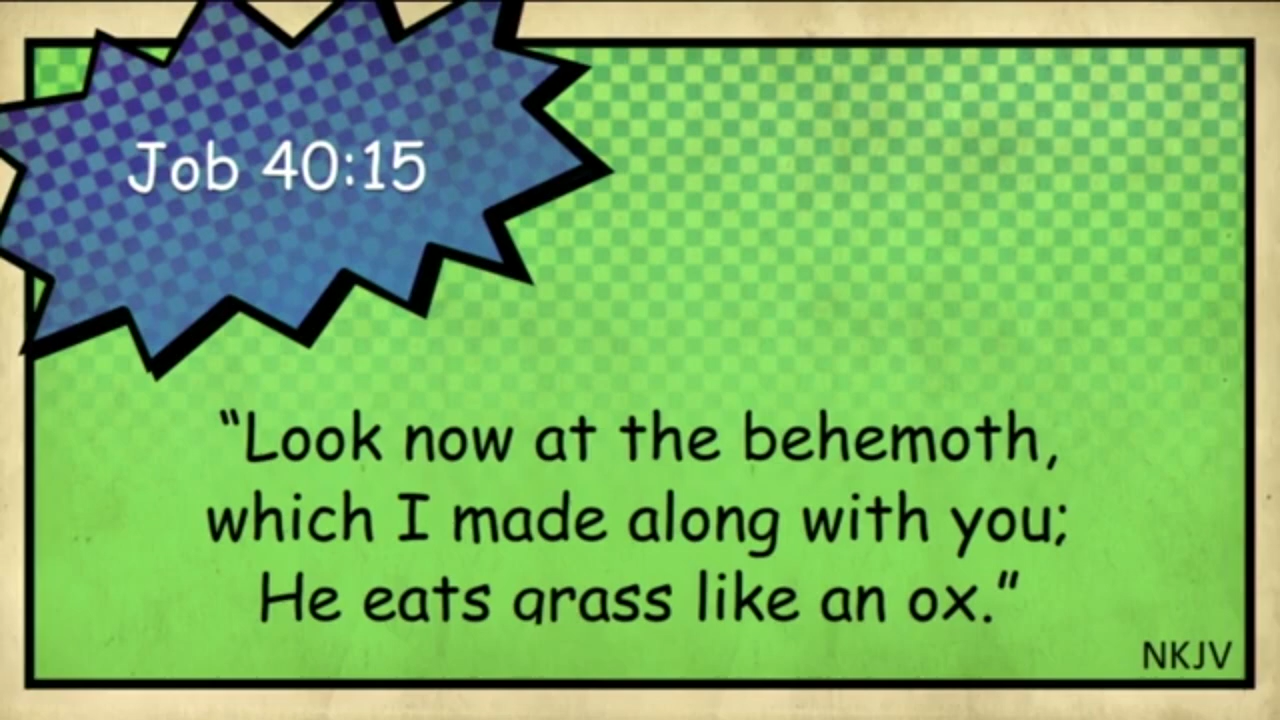 Job 40:15
“Look now at the behemoth,
which I made along with you;
He eats grass like an ox.”
NKJV